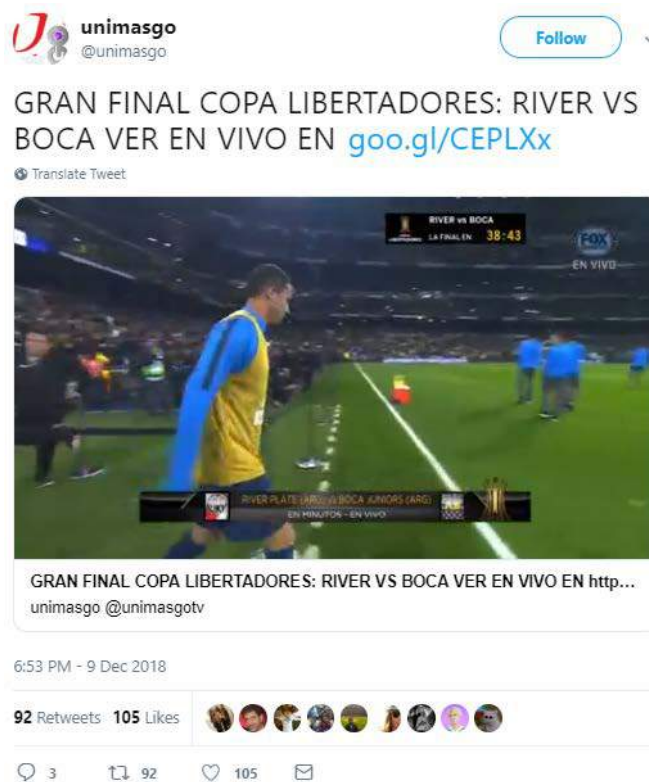 unimasgo
@unimasgo
Follow
GRAN FINAL COPA LIBERTADORES: RIVER VS
BOCA VER EN VIVO EN goo.gl/CEPLXx
Translate Tweet
RIVER vs BOCA
LA FINAL EN 38:43
FOX
EN VIVO
RIVER PLATE (ARG) vs BOCA JUNIORS (ARG)
EN MINUTOS - EN VIVO
GRAN FINAL COPA LIBERTADORES: RIVER VS BOCA VER EN VIVO EN http...
unimasgo @unimasgotv
6:53 PM - 9 Dec 2018
92 Retweets 105 Likes
3 92 105